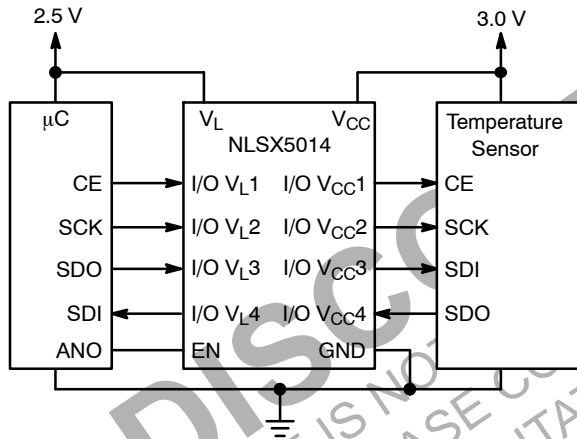 2.5 V 3.0 V
µC VL VCC Temperature
NLSX5014 Sensor
CE I/O VL1 I/O VCC1 CE
SCK I/O VL2 I/O VCC2 SCK
SDO I/O VL3 I/O VCC3 SDI
SDI I/O VL4 I/O VCC4 SDO
ANO EN GND